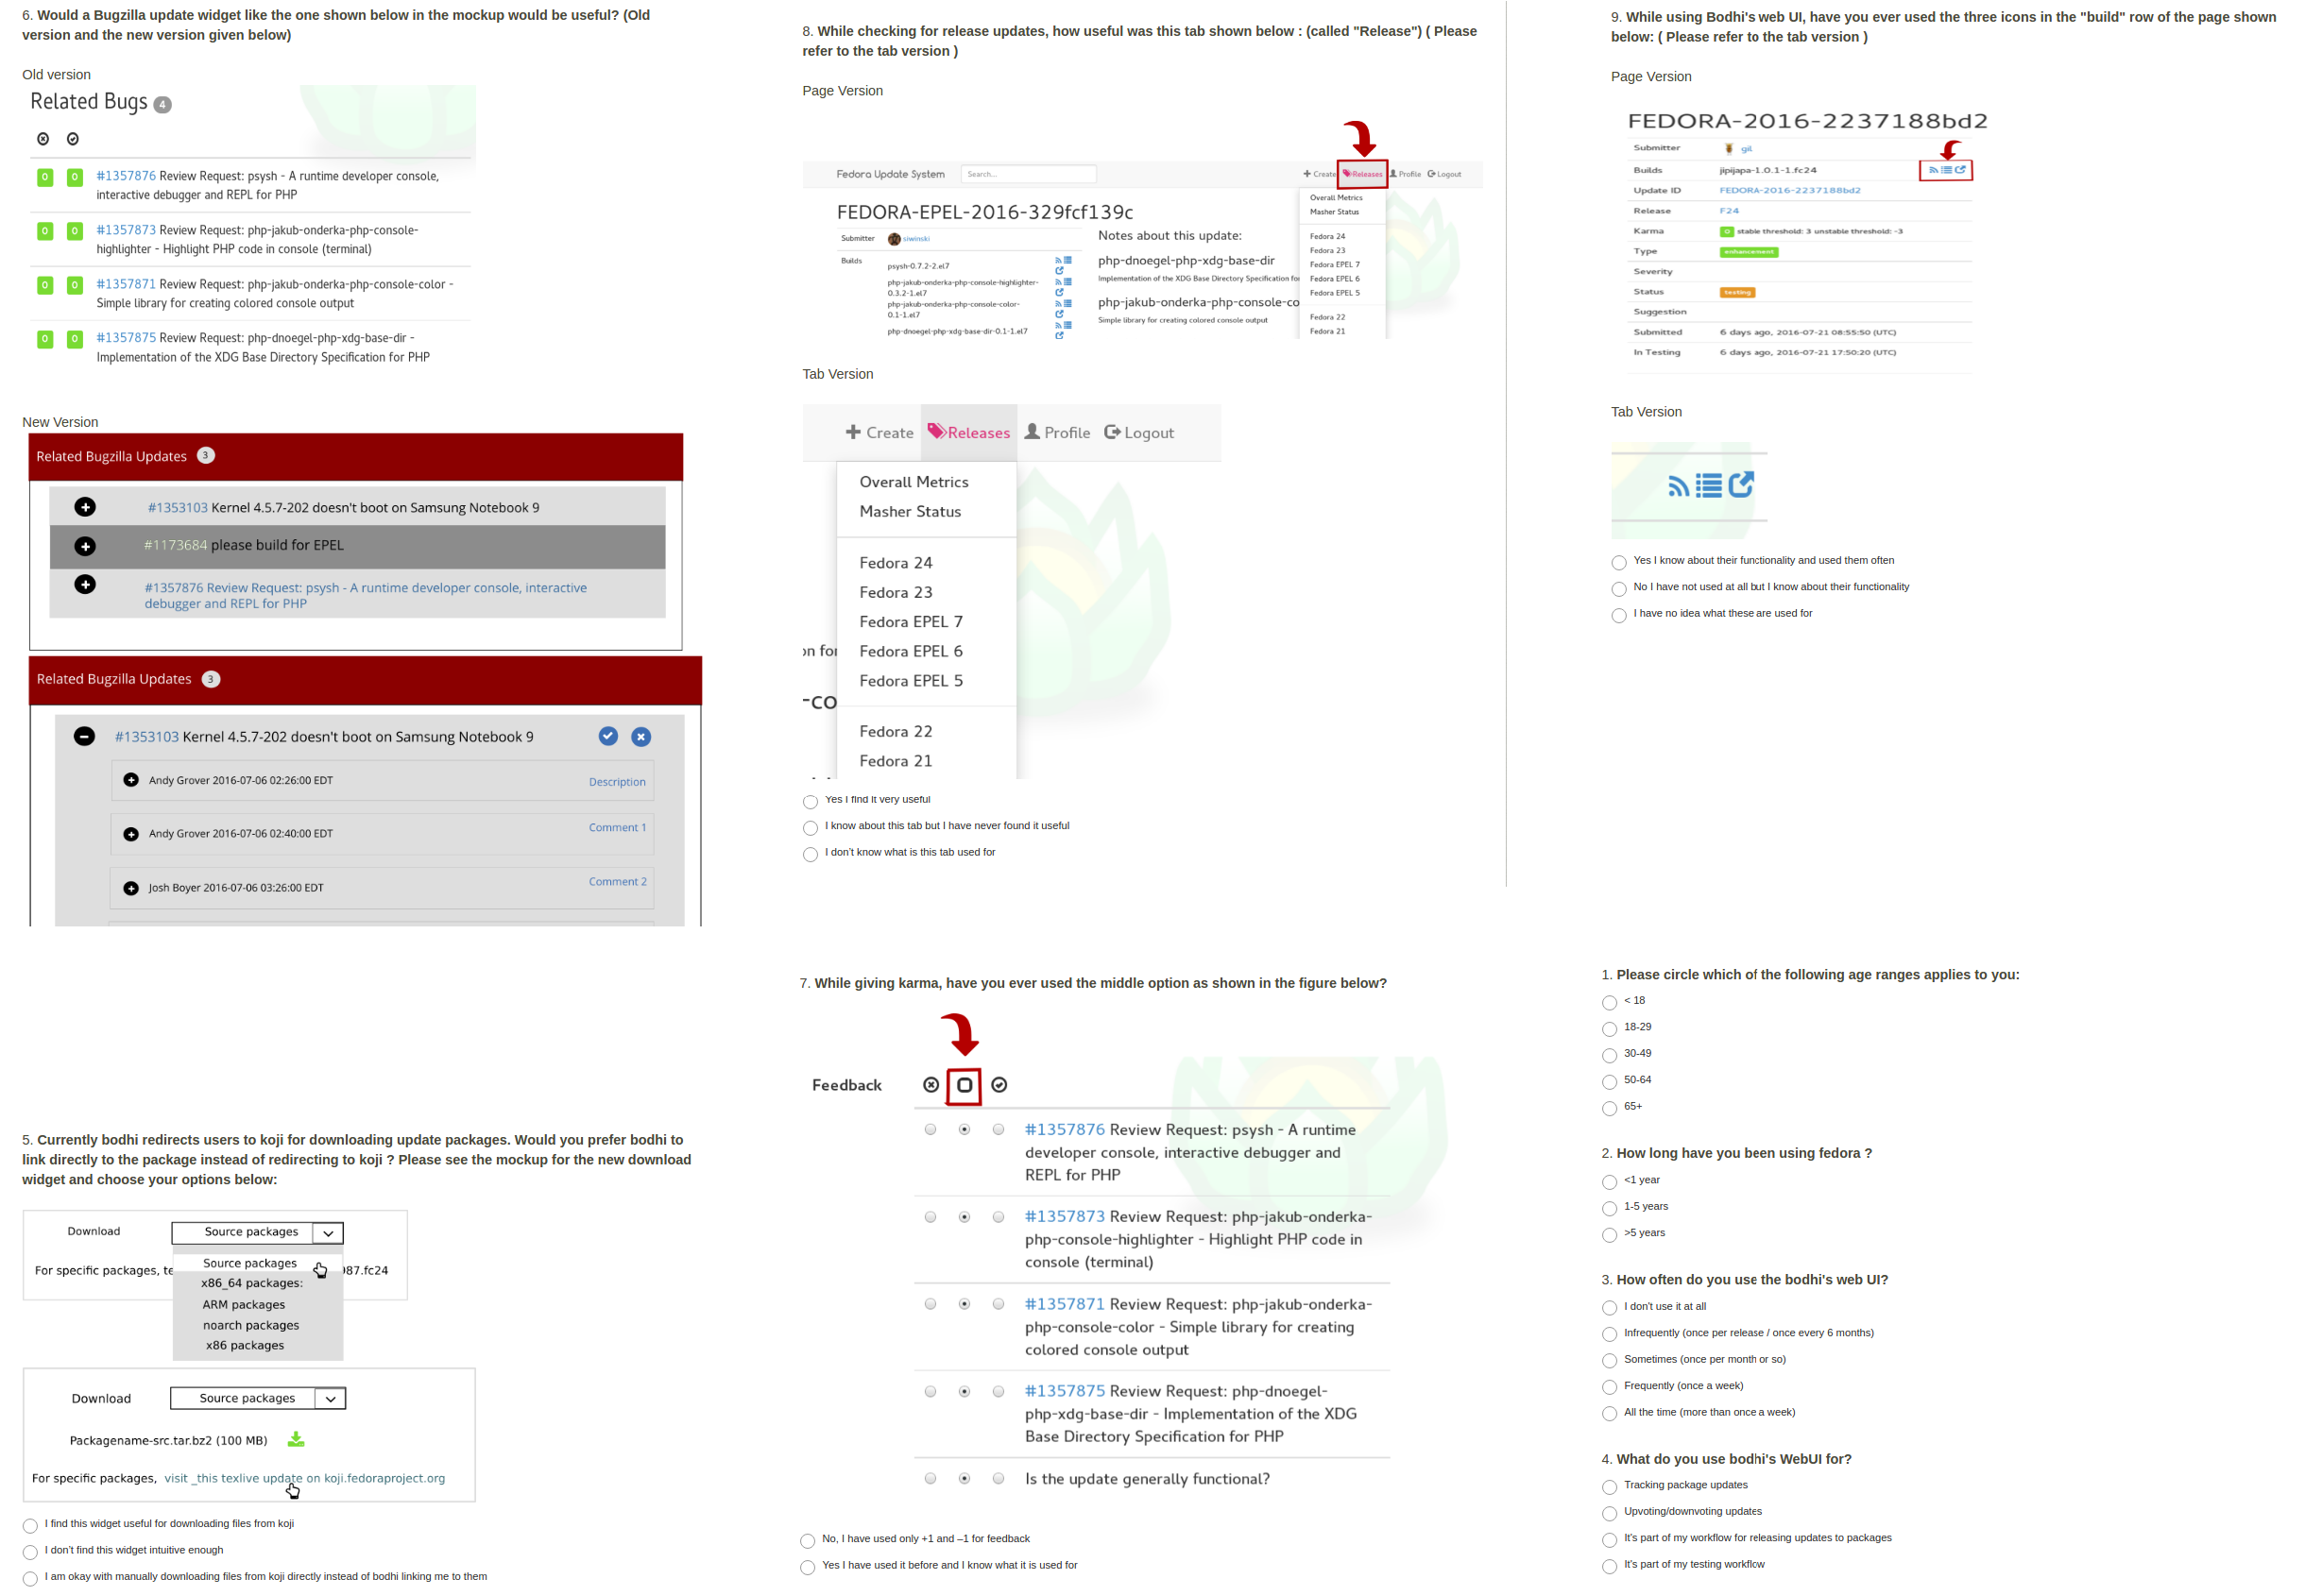 6. Would a Bugzilla update widget like the one shown below in the mockup would be useful? (Old
version and the new version given below)
Old version
Related Bugs 4
0 0 #1357876 Review Request: psysh - A runtime developer console,
interactive debugger and REPL for PHP
0 0 #1357873 Review Request: php-jakub-onderka-php-console-
highlighter - Highlight PHP code in console (terminal)
0 0 #1357871 Review Request: php-jakub-onderka-php-console-color -
Simple library for creating colored console output
0 0 #1357875 Review Request: php-dnoegel-php-xdg-base-dir -
Implementation of the XDG Base Directory Specification for PHP
New Version
Related Bugzilla Updates 3
#1353103 Kernel 4.5.7-202 doesn't boot on Samsung Notebook 9
#1173684 please build for EPEL
#1357876 Review Request: psysh - A runtime developer console, interactive
debugger and REPL for PHP
Related Bugzilla Updates 3
#1353103 Kernel 4.5.7-202 doesn't boot on Samsung Notebook 9
Andy Grover 2016-07-06 02:26:00 EDT Description
Andy Grover 2016-07-06 02:40:00 EDT Comment 1
Josh Boyer 2016-07-06 03:26:00 EDT Comment 2
8. While checking for release updates, how useful was this tab shown below : (called "Release") ( Please
refer to the tab version )
Page Version
Fedora Update System Search... Create Releases Profile Logout
Overall Metrics
Masher Status
Fedora 24
Fedora 23
Fedora EPEL 7
Fedora EPEL 6
Fedora EPEL 5
Fedora 22
Fedora 21
FEDORA-EPEL-2016-329fcf139c
Submitter siwinski
Builds
psysh-0.7.2-2.el7
php-jakub-onderka-php-console-highlighter-
0.3.2-1.el7
php-jakub-onderka-php-console-color-
0.1-1.el7
php-dnoegel-php-xdg-base-dir-0.1-1.el7
Notes about this update:
php-dnoegel-php-xdg-base-dir
Implementation of the XDG Base Directory Specification for
php-jakub-onderka-php-console-co
Simple library for creating colored console output
Tab Version
Create Releases Profile Logout
Overall Metrics
Masher Status
Fedora 24
Fedora 23
Fedora EPEL 7
on for Fedora EPEL 6
Fedora EPEL 5
-co
Fedora 22
Fedora 21
Yes I find it very useful
I know about this tab but I have never found it useful
I don't know what is this tab used for
9. While using Bodhi's web UI, have you ever used the three icons in the "build" row of the page shown
below: ( Please refer to the tab version )
Page Version
FEDORA-2016-2237188bd2
Submitter gil
Builds jipijapa-1.0.1-1.fc24
Update ID FEDORA-2016-2237188bd2
Release F24
Karma 0 stable threshold: 3 unstable threshold: -3
Type enhancement
Severity
Status testing
Suggestion
Submitted 6 days ago, 2016-07-21 08:55:50 (UTC)
In Testing 6 days ago, 2016-07-21 17:50:20 (UTC)
Tab Version
Yes I know about their functionality and used them often
No I have not used at all but I know about their functionality
I have no idea what these are used for
5. Currently bodhi redirects users to koji for downloading update packages. Would you prefer bodhi to
link directly to the package instead of redirecting to koji ? Please see the mockup for the new download
widget and choose your options below:
Download Source packages
Source packages
For specific packages, te 987.fc24
x86_64 packages:
ARM packages
noarch packages
x86 packages
Download Source packages
Packagename-src.tar.bz2 (100 MB)
For specific packages, visit _this texlive update on koji.fedoraproject.org
I find this widget useful for downloading files from koji
I don't find this widget intuitive enough
I am okay with manually downloading files from koji directly instead of bodhi linking me to them
7. While giving karma, have you ever used the middle option as shown in the figure below?
Feedback
#1357876 Review Request: psysh - A runtime
developer console, interactive debugger and
REPL for PHP
#1357873 Review Request: php-jakub-onderka-
php-console-highlighter - Highlight PHP code in
console (terminal)
#1357871 Review Request: php-jakub-onderka-
php-console-color - Simple library for creating
colored console output
#1357875 Review Request: php-dnoegel-
php-xdg-base-dir - Implementation of the XDG
Base Directory Specification for PHP
Is the update generally functional?
No, I have used only +1 and –1 for feedback
Yes I have used it before and I know what it is used for
1. Please circle which of the following age ranges applies to you:
< 18
18-29
30-49
50-64
65+
2. How long have you been using fedora ?
<1 year
1-5 years
>5 years
3. How often do you use the bodhi's web UI?
I don't use it at all
Infrequently (once per release / once every 6 months)
Sometimes (once per month or so)
Frequently (once a week)
All the time (more than once a week)
4. What do you use bodhi's WebUI for?
Tracking package updates
Upvoting/downvoting updates
It's part of my workflow for releasing updates to packages
It's part of my testing workflow